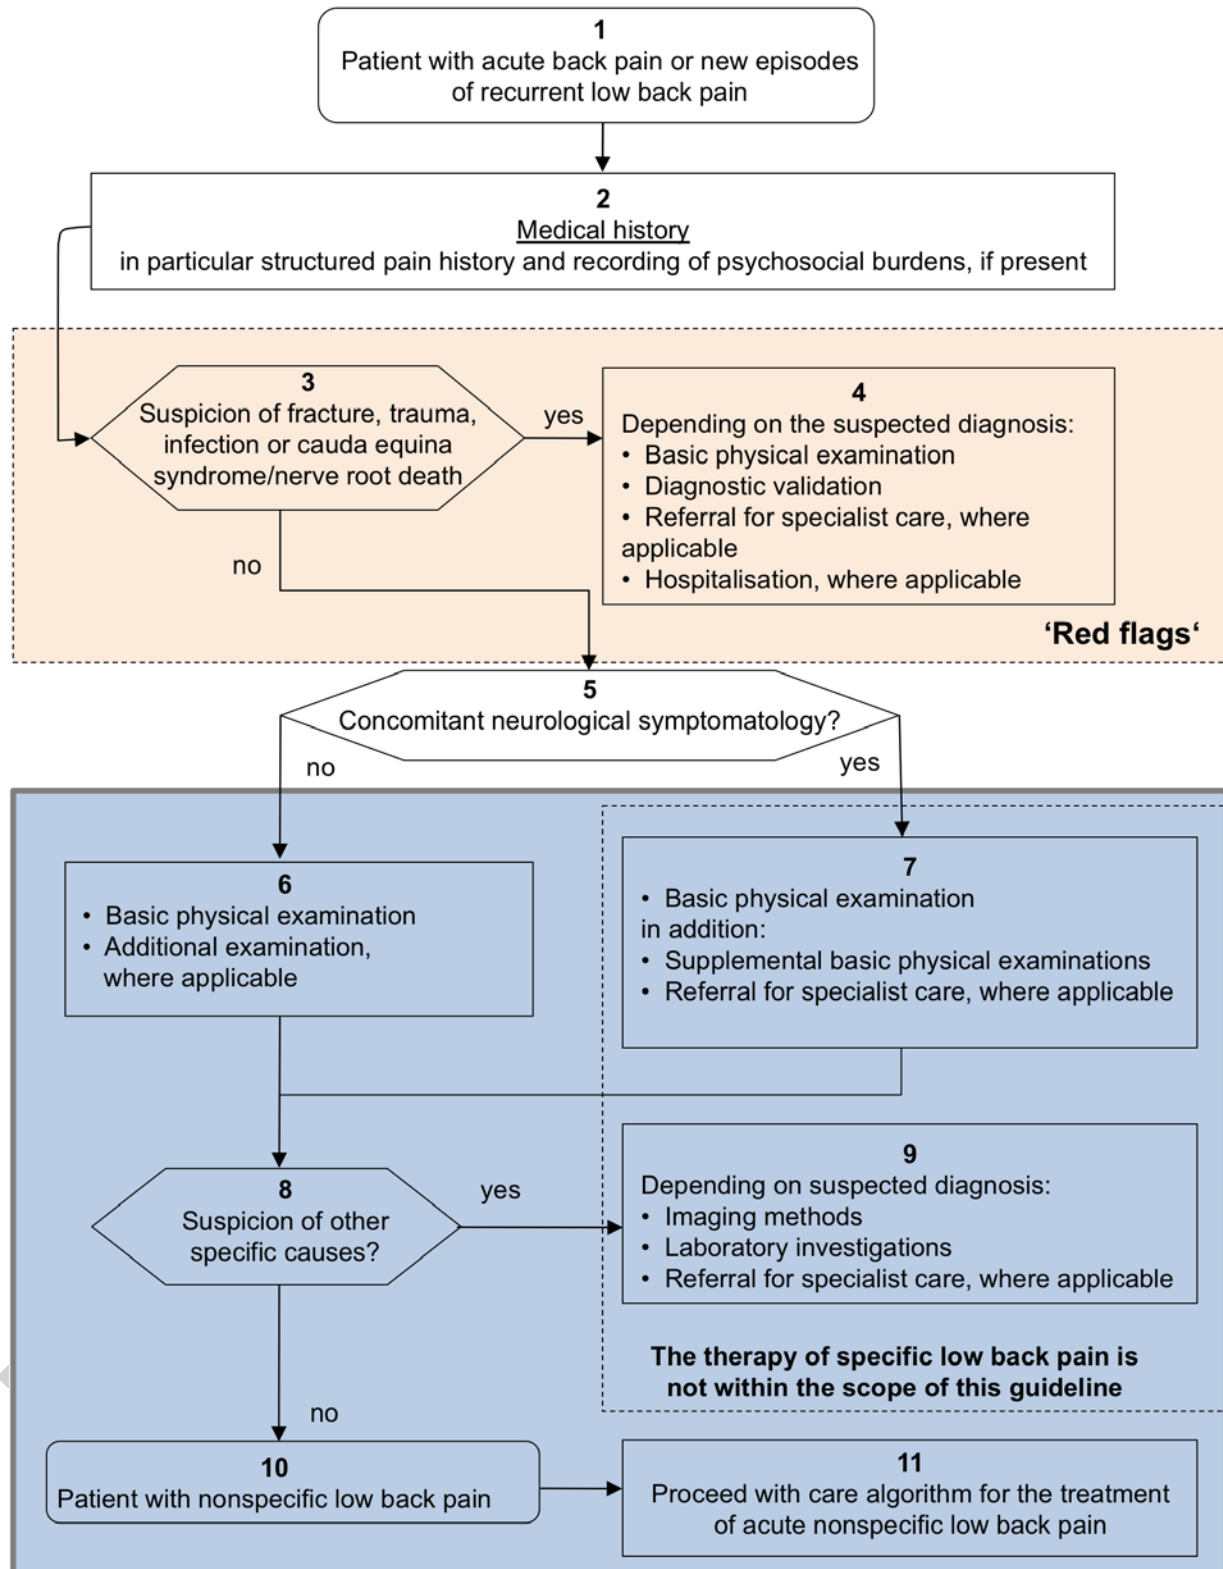 1
Patient with acute back pain or new episodes
of recurrent low back pain
2
Medical history
in particular structured pain history and recording of psychosocial burdens, if present
3
Suspicion of fracture, trauma,
infection or cauda equina
syndrome/nerve root death
yes
no
4
Depending on the suspected diagnosis:
• Basic physical examination
• Diagnostic validation
• Referral for specialist care, where
applicable
• Hospitalisation, where applicable
‘Red flags‘
5
Concomitant neurological symptomatology?
no
yes
6
• Basic physical examination
• Additional examination,
where applicable
7
• Basic physical examination
in addition:
• Supplemental basic physical examinations
• Referral for specialist care, where applicable
8
Suspicion of other
specific causes?
yes
no
9
Depending on suspected diagnosis:
• Imaging methods
• Laboratory investigations
• Referral for specialist care, where applicable
The therapy of specific low back pain is
not within the scope of this guideline
10
Patient with nonspecific low back pain
11
Proceed with care algorithm for the treatment
of acute nonspecific low back pain